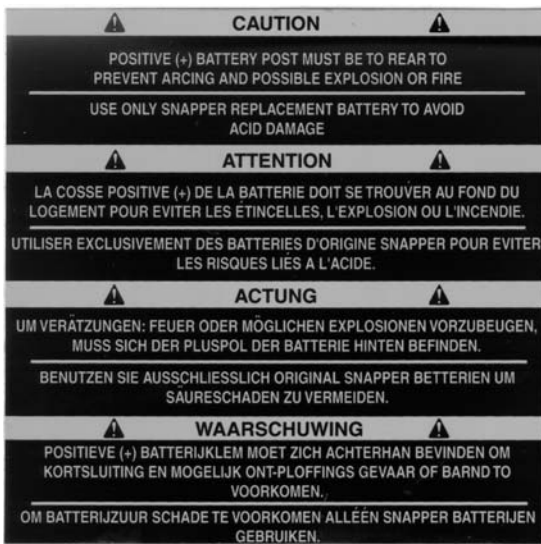 CAUTION
POSITIVE (+) BATTERY POST MUST BE TO REAR TO
PREVENT ARCING AND POSSIBLE EXPLOSION OR FIRE
USE ONLY SNAPPER REPLACEMENT BATTERY TO AVOID
ACID DAMAGE
ATTENTION
LA COSSE POSITIVE (+) DE LA BATTERIE DOIT SE TROUVER AU FOND DU
LOGEMENT POUR EVITER LES ÉTINCELLES, L'EXPLOSION OU L'INCENDIE.
UTILISER EXCLUSIVEMENT DES BATTERIES D'ORIGINE SNAPPER POUR EVITER
LES RISQUES LIÉS A L'ACIDE.
ACTUNG
UM VERÄTZUNGEN: FEUER ODER MÖGLICHEN EXPLOSIONEN VORZUBEUGEN,
MUSS SICH DER PLUSPOL DER BATTERIE HINTEN BEFINDEN.
BENUTZEN SIE AUSSCHLIESSLICH ORIGINAL SNAPPER BETTERIEN UM
SÄURESCHADEN ZU VERMEIDEN.
WAARSCHUWING
POSITIEVE (+) BATTERIJKLEM MOET ZICH ACHTERHAN BEVINDEN OM
KORTSLUITING EN MOGELIJK ONT-PLOFFINGS GEVAAR OF BARND TO
VOORKOMEN.
OM BATTERIJZUUR SCHADE TE VOORKOMEN ALLÉÉN SNAPPER BATTERIJEN
GEBRUIKEN.